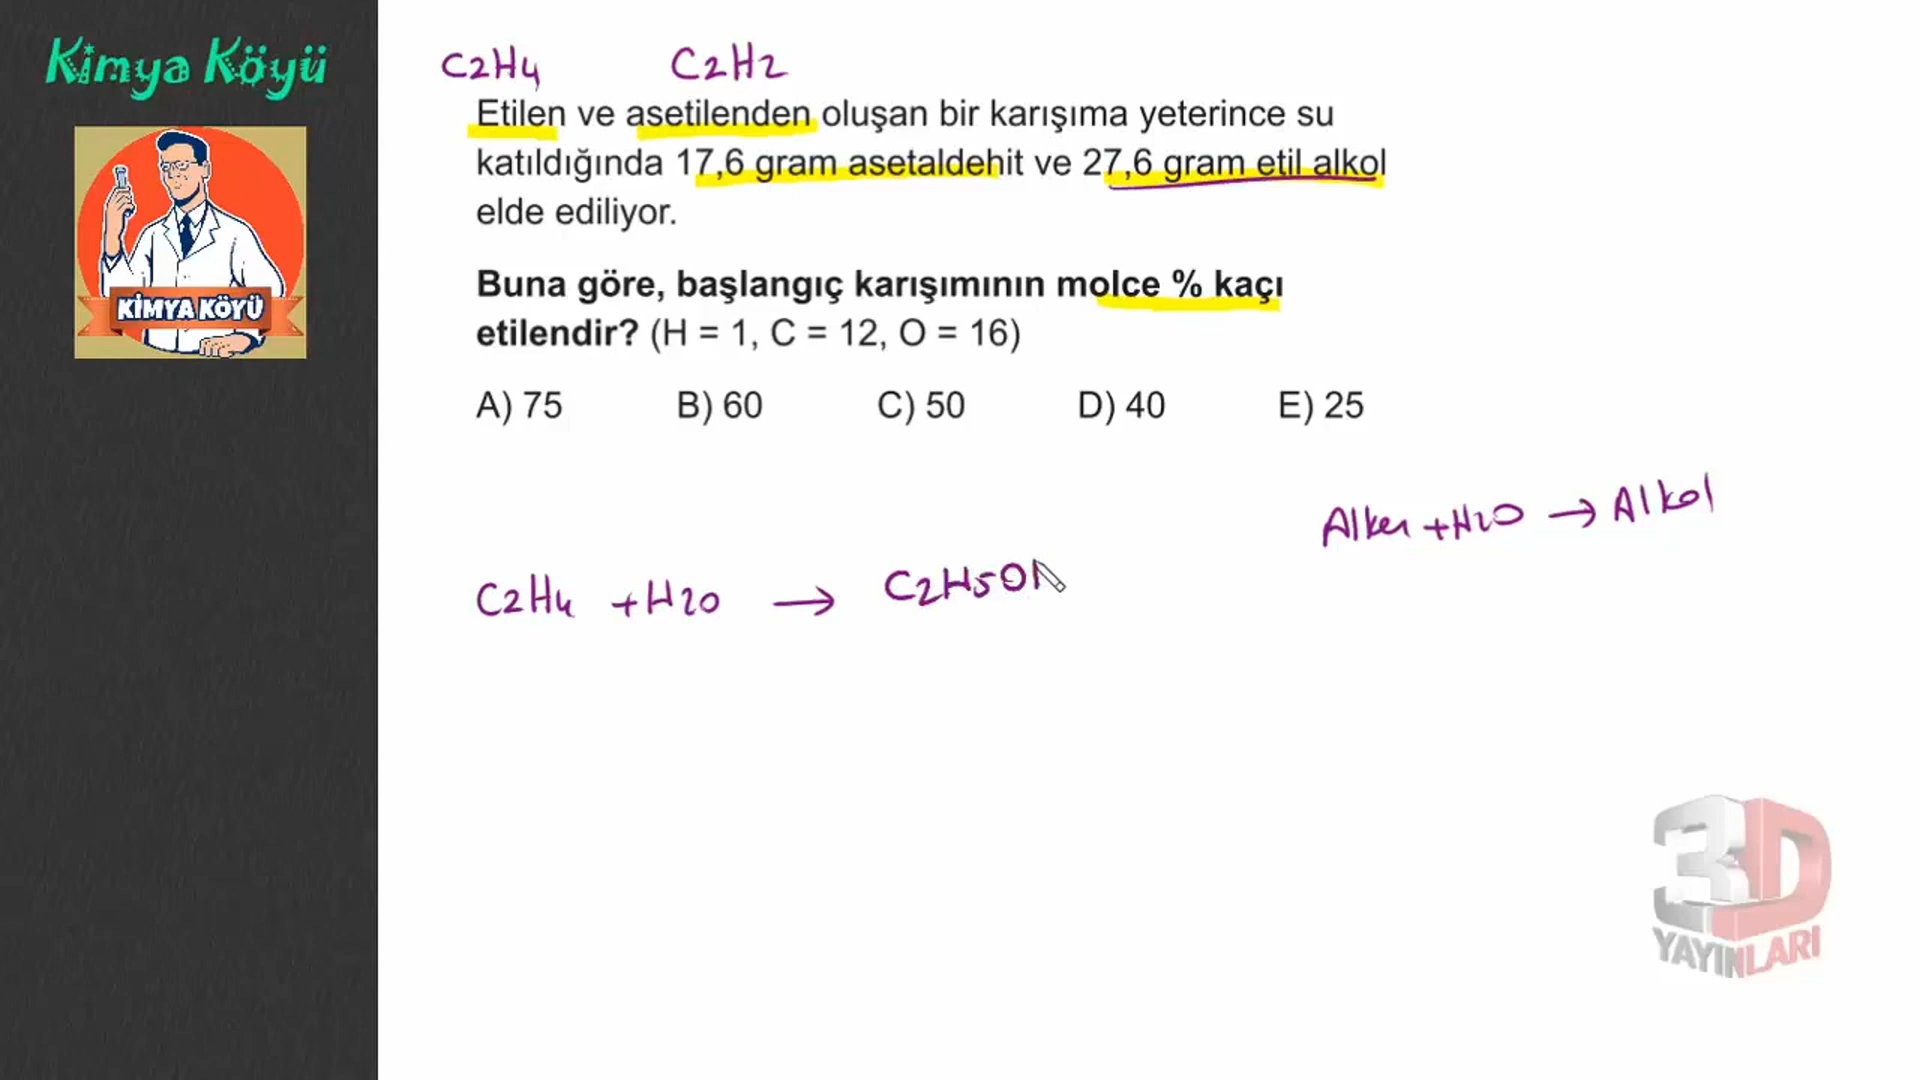 Kimya Köyü
KİMYA KÖYÜ
C2H4 C2H2
Etilen ve asetilenden oluşan bir karışıma yeterince su
katıldığında 17,6 gram asetaldehit ve 27,6 gram etil alkol
elde ediliyor.
Buna göre, başlangıç karışımının molce % kaçı
etilendir? (H = 1, C = 12, O = 16)
A) 75 B) 60 C) 50 D) 40 E) 25
Alken + H2O → Alkol
C2H4 + H2O → C2H5OH
3D
YAYINLARI